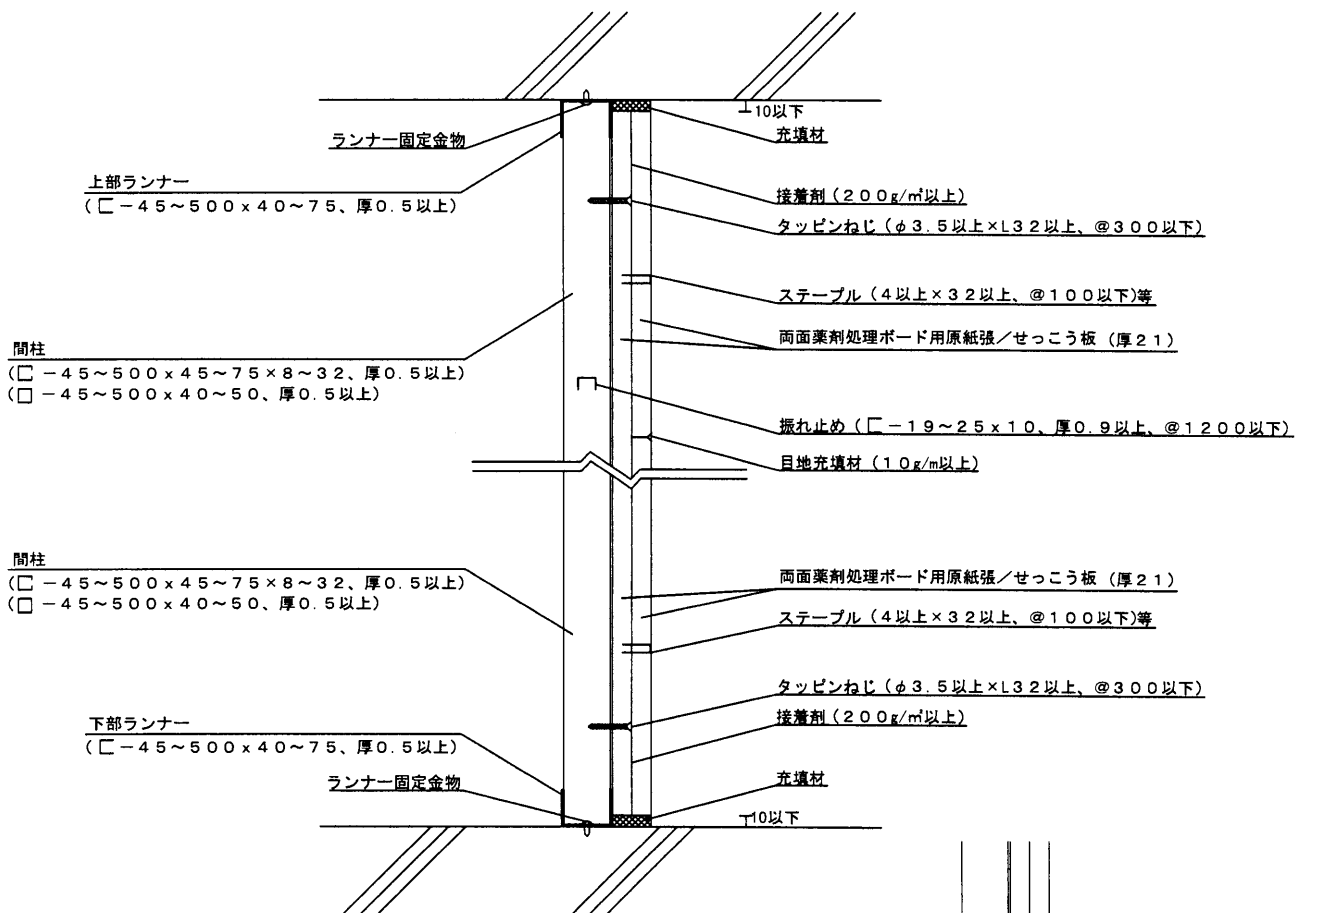 10以下
充填材
ランナー固定金物
上部ランナー
(⊏－45～500x40～75、厚0.5以上)
接着剤(200g/㎡以上)
タッピンねじ(φ3.5以上×L32以上、@300以下)
ステープル(4以上×32以上、@100以下)等
両面薬剤処理ボード用原紙張/せっこう板(厚21)
間柱
(⊏－45～500x45～75×8～32、厚0.5以上)
(□－45～500x40～50、厚0.5以上)
振れ止め(⊏－19～25x10、厚0.9以上、@1200以下)
目地充填材(10g/m以上)
間柱
(⊏－45～500x45～75×8～32、厚0.5以上)
(□－45～500x40～50、厚0.5以上)
両面薬剤処理ボード用原紙張/せっこう板(厚21)
ステープル(4以上×32以上、@100以下)等
タッピンねじ(φ3.5以上×L32以上、@300以下)
接着剤(200g/㎡以上)
下部ランナー
(⊏－45～500x40～75、厚0.5以上)
ランナー固定金物
充填材
10以下